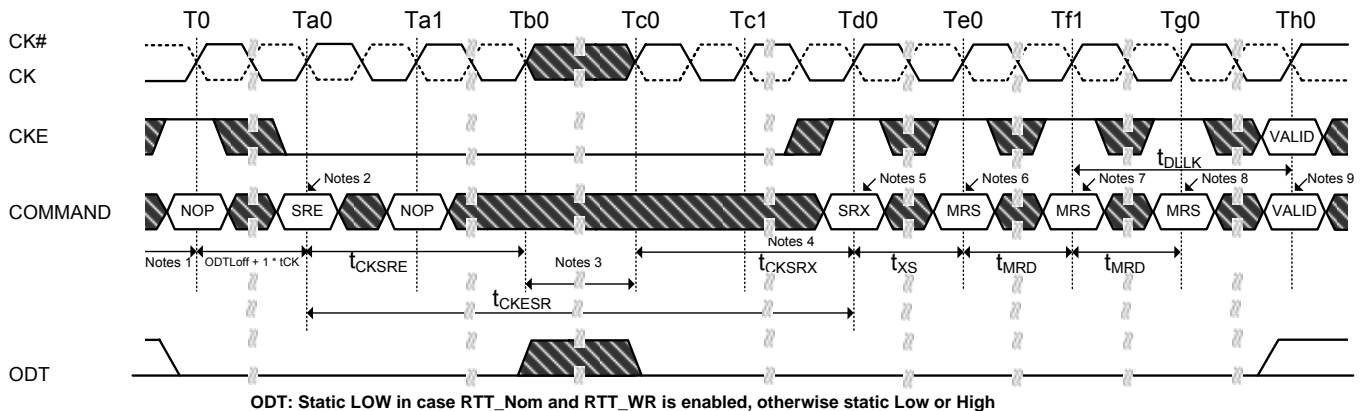 T0 Ta0 Ta1 Tb0 Tc0 Tc1 Td0 Te0 Tf1 Tg0 Th0
CK#
CK
CKE
VALID
tDLLK
Notes 2 Notes 5 Notes 6 Notes 7 Notes 8 Notes 9
COMMAND NOP SRE NOP SRX MRS MRS MRS VALID
Notes 1 ODTLoff + 1 * tCK tCKSRE Notes 3 Notes 4 tCKSRX tXS tMRD tMRD
tCKESR
ODT
ODT: Static LOW in case RTT_Nom and RTT_WR is enabled, otherwise static Low or High